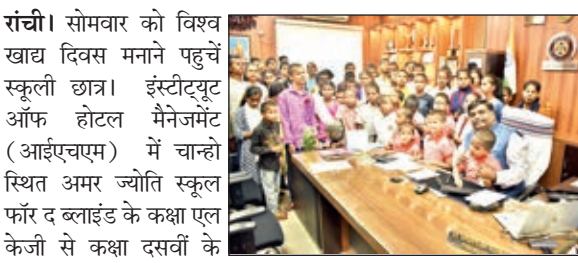 रांची। सोमवार को विश्व
खाद्य दिवस मनाने पहुचें
स्कूली छात्र। इंस्टीट्यूट
ऑफ होटल मैनेजमेंट
(आईएचएम) में चान्हो
स्थित अमर ज्योति स्कूल
फॉर द ब्लाइंड के कक्षा एल
केजी से कक्षा दसवीं के